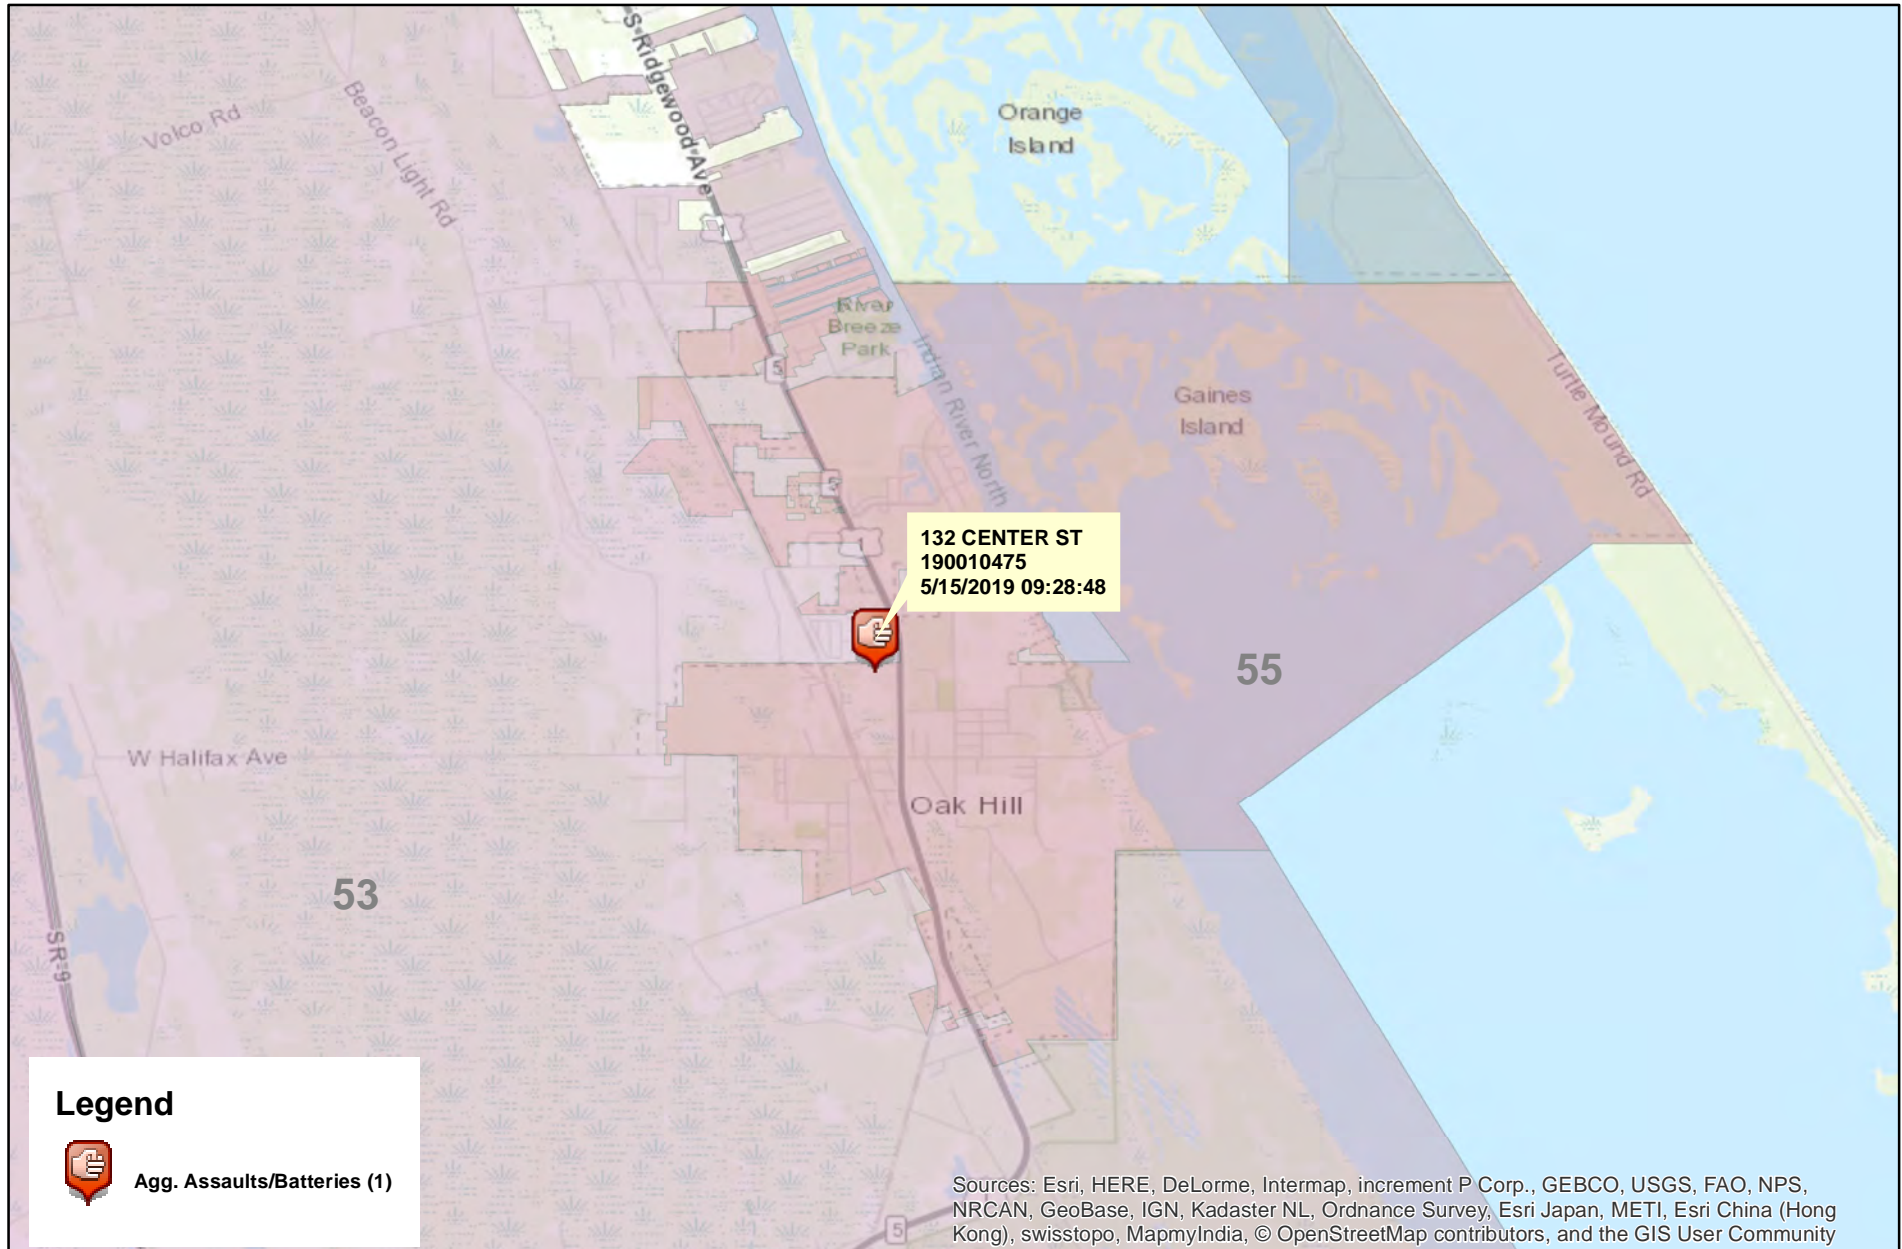 S Ridgewood Ave
Volco Rd
Beacon Light Rd
Orange
Island
River
Breeze
Park
Indian River North
Gaines
Island
Turtle Mound Rd
5
5
1
132 CENTER ST
190010475
5/15/2019 09:28:48
55
W Halifax Ave
Oak Hill
53
SR-9
Legend
Agg. Assaults/Batteries (1)
5
Sources: Esri, HERE, DeLorme, Intermap, increment P Corp., GEBCO, USGS, FAO, NPS,
NRCAN, GeoBase, IGN, Kadaster NL, Ordnance Survey, Esri Japan, METI, Esri China (Hong
Kong), swisstopo, MapmyIndia, © OpenStreetMap contributors, and the GIS User Community